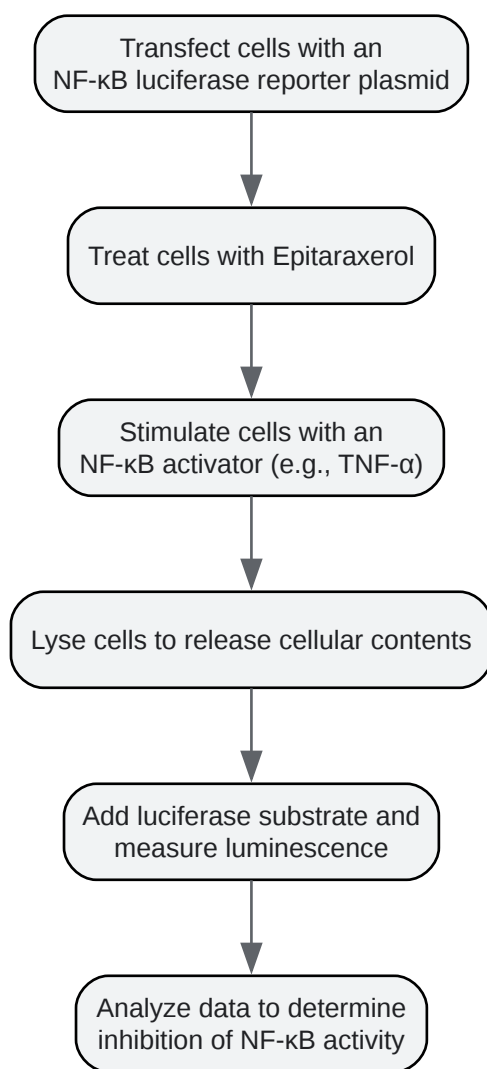 Transfect cells with an
NF-κB luciferase reporter plasmid
Treat cells with Epitaraxerol
Stimulate cells with an
NF-κB activator (e.g., TNF-α)
Lyse cells to release cellular contents
Add luciferase substrate and
measure luminescence
Analyze data to determine
inhibition of NF-κB activity